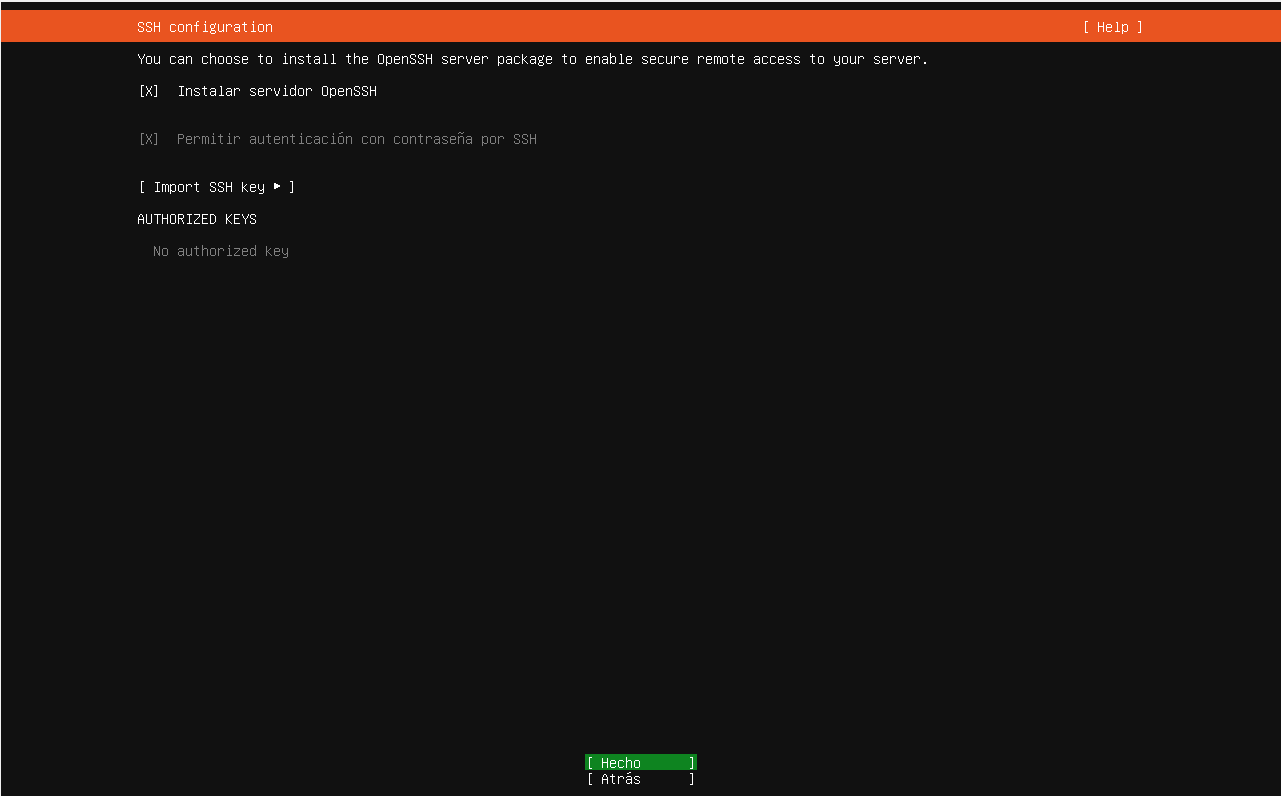 SSH configuration [ Help ]
You can choose to install the OpenSSH server package to enable secure remote access to your server.
[X] Instalar servidor OpenSSH
[X] Permitir autenticación con contraseña por SSH
[ Import SSH key ▸ ]
AUTHORIZED KEYS
No authorized key
[ Hecho ]
[ Atrás ]